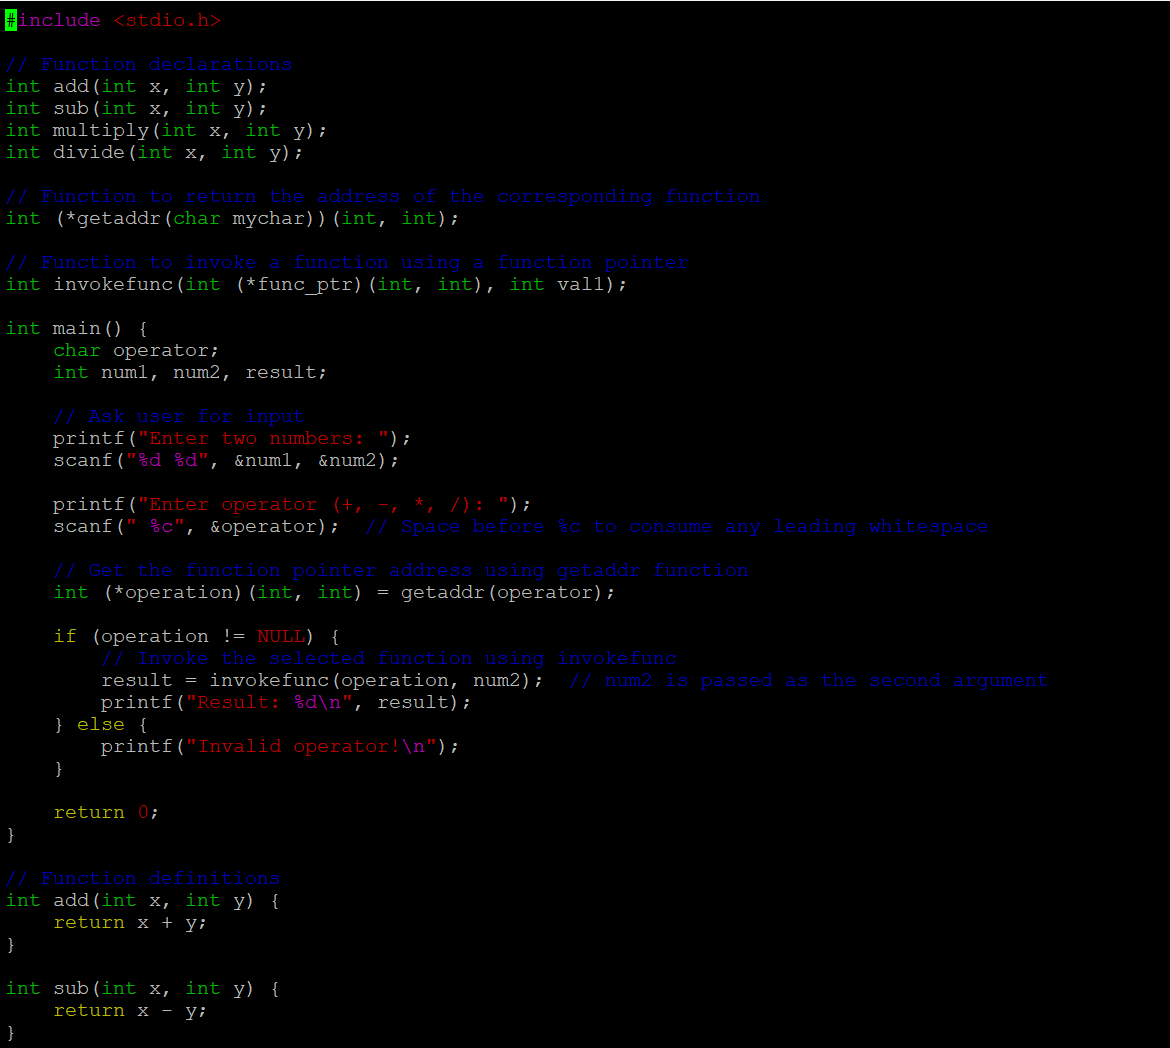 #include <stdio.h>

// Function declarations
int add(int x, int y);
int sub(int x, int y);
int multiply(int x, int y);
int divide(int x, int y);

// Function to return the address of the corresponding function
int (*getaddr(char mychar))(int, int);

// Function to invoke a function using a function pointer
int invokefunc(int (*func_ptr)(int, int), int val1);

int main() {
    char operator;
    int num1, num2, result;

    // Ask user for input
    printf("Enter two numbers: ");
    scanf("%d %d", &num1, &num2);

    printf("Enter operator (+, -, *, /): ");
    scanf(" %c", &operator);  // Space before %c to consume any leading whitespace

    // Get the function pointer address using getaddr function
    int (*operation)(int, int) = getaddr(operator);

    if (operation != NULL) {
        // Invoke the selected function using invokefunc
        result = invokefunc(operation, num2);  // num2 is passed as the second argument
        printf("Result: %d\n", result);
    } else {
        printf("Invalid operator!\n");
    }

    return 0;
}

// Function definitions
int add(int x, int y) {
    return x + y;
}

int sub(int x, int y) {
    return x - y;
}